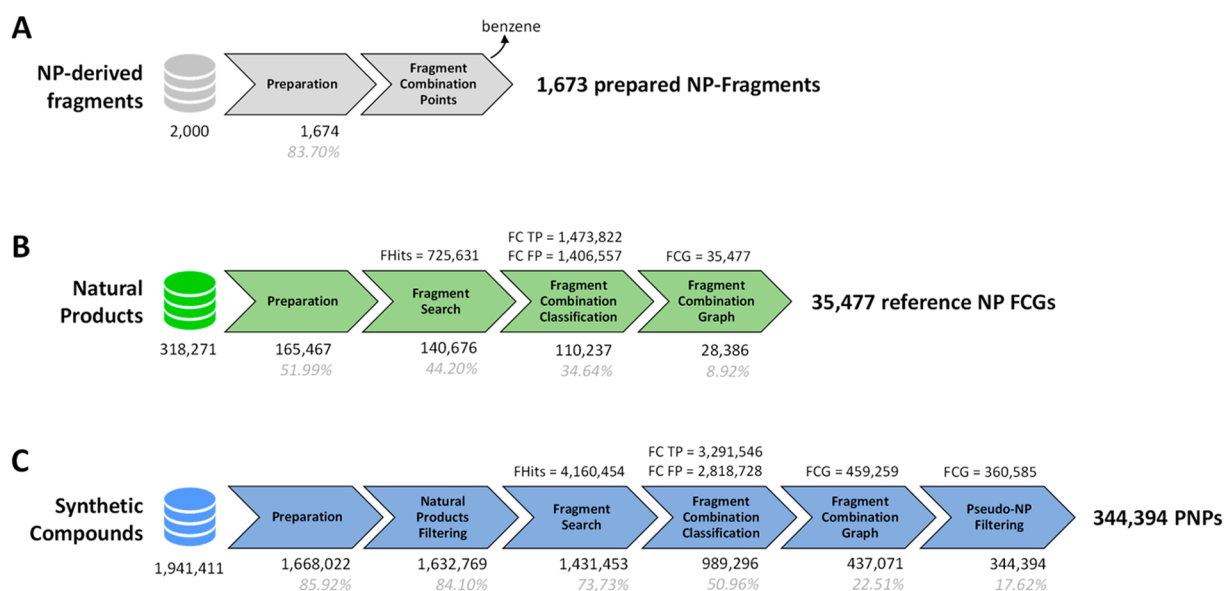 A
benzene
NP-derived
fragments
Preparation
Fragment
Combination
Points
1,673 prepared NP-Fragments
2,000
1,674
83.70%
B
FC TP = 1,473,822
FHits = 725,631
FC FP = 1,406,557
FCG = 35,477
Natural
Products
Preparation
Fragment
Search
Fragment
Combination
Classification
Fragment
Combination
Graph
35,477 reference NP FCGs
318,271
165,467
140,676
110,237
28,386
51.99%
44.20%
34.64%
8.92%
C
FC TP = 3,291,546
FHits = 4,160,454
FC FP = 2,818,728
FCG = 459,259
FCG = 360,585
Synthetic
Compounds
Preparation
Natural
Products
Filtering
Fragment
Search
Fragment
Combination
Classification
Fragment
Combination
Graph
Pseudo-NP
Filtering
344,394 PNPs
1,941,411
1,668,022
1,632,769
1,431,453
989,296
437,071
344,394
85.92%
84.10%
73,73%
50.96%
22.51%
17.62%